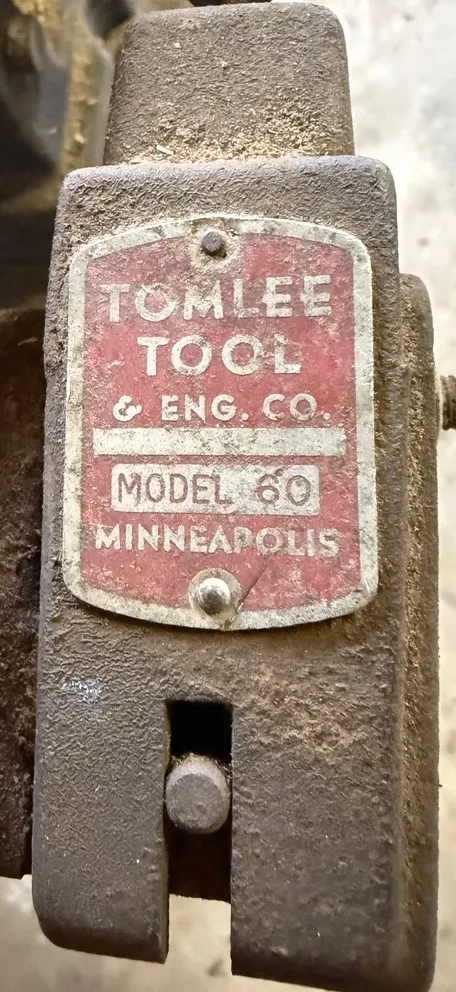 TOMLEE
TOOL
& ENG. CO.
MODEL 60
MINNEAPOLIS